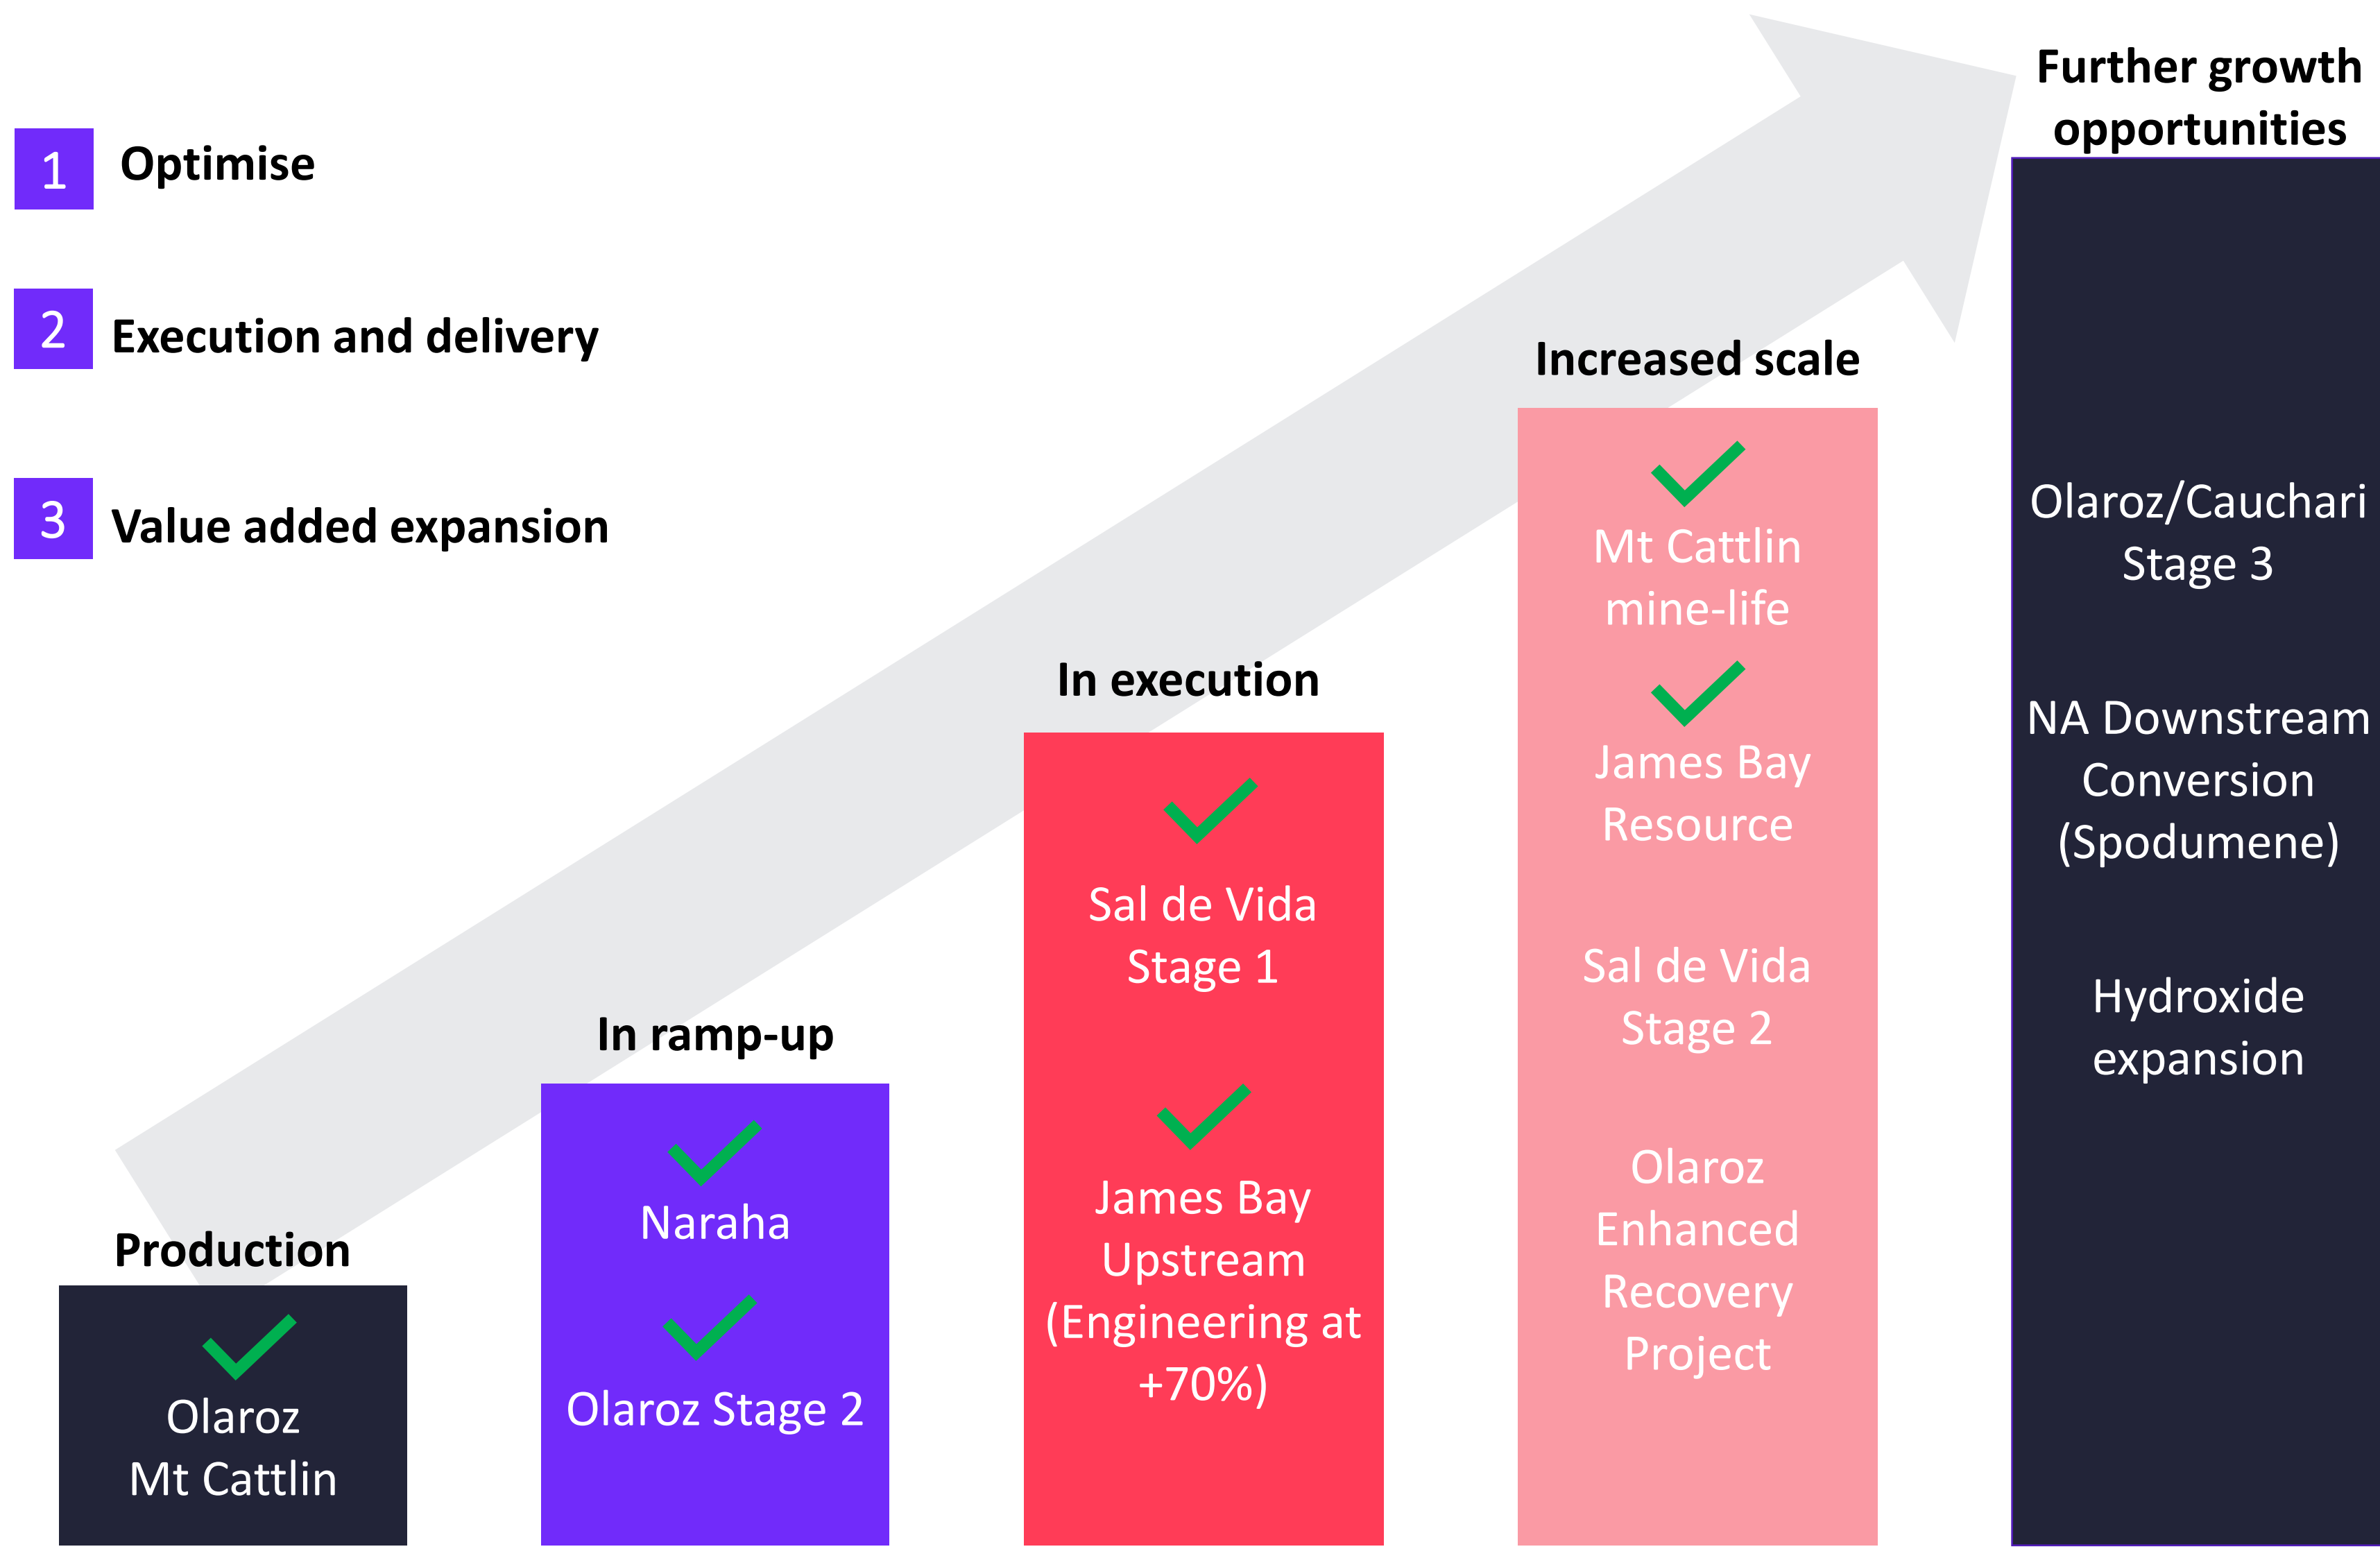 1 Optimise
2 Execution and delivery
3 Value added expansion
Production
Olaroz
Mt Cattlin
In ramp-up
Naraha
Olaroz Stage 2
In execution
Sal de Vida
Stage 1
James Bay
Upstream
(Engineering at
+70%)
Increased scale
Mt Cattlin
mine-life
James Bay
Resource
Sal de Vida
Stage 2
Olaroz
Enhanced
Recovery
Project
Further growth
opportunities
Olaroz/Cauchari
Stage 3
NA Downstream
Conversion
(Spodumene)
Hydroxide
expansion